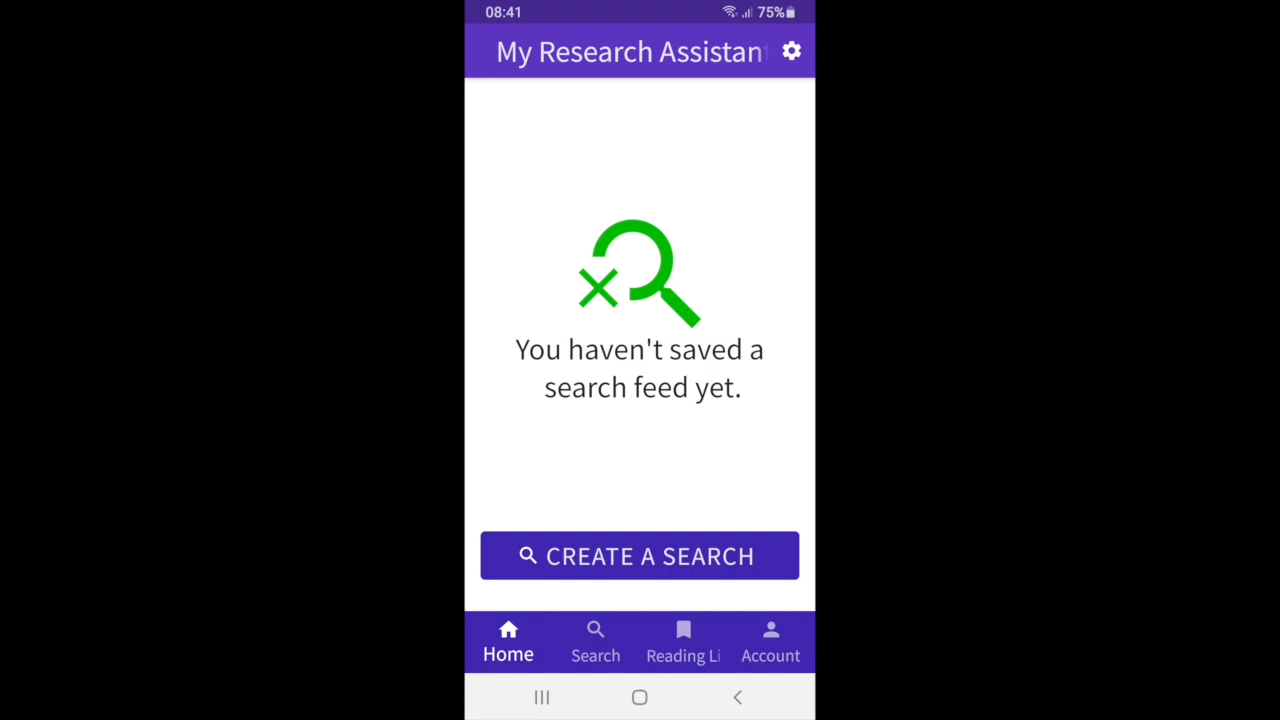 08:41
75%
My Research Assistan
You haven't saved a
search feed yet.
CREATE A SEARCH
Home
Search
Reading Li
Account